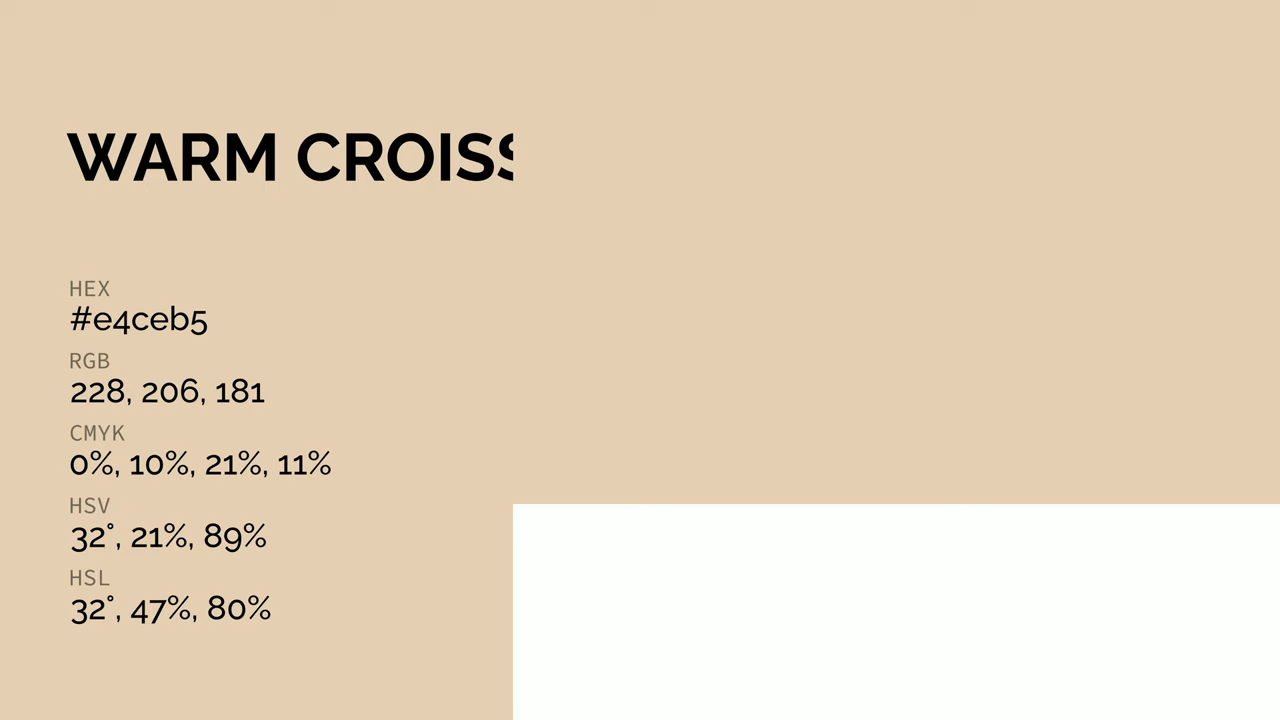 WARM CROISS
HEX
#e4ceb5
RGB
228, 206, 181
CMYK
0%, 10%, 21%, 11%
HSV
32°, 21%, 89%
HSL
32°, 47%, 80%